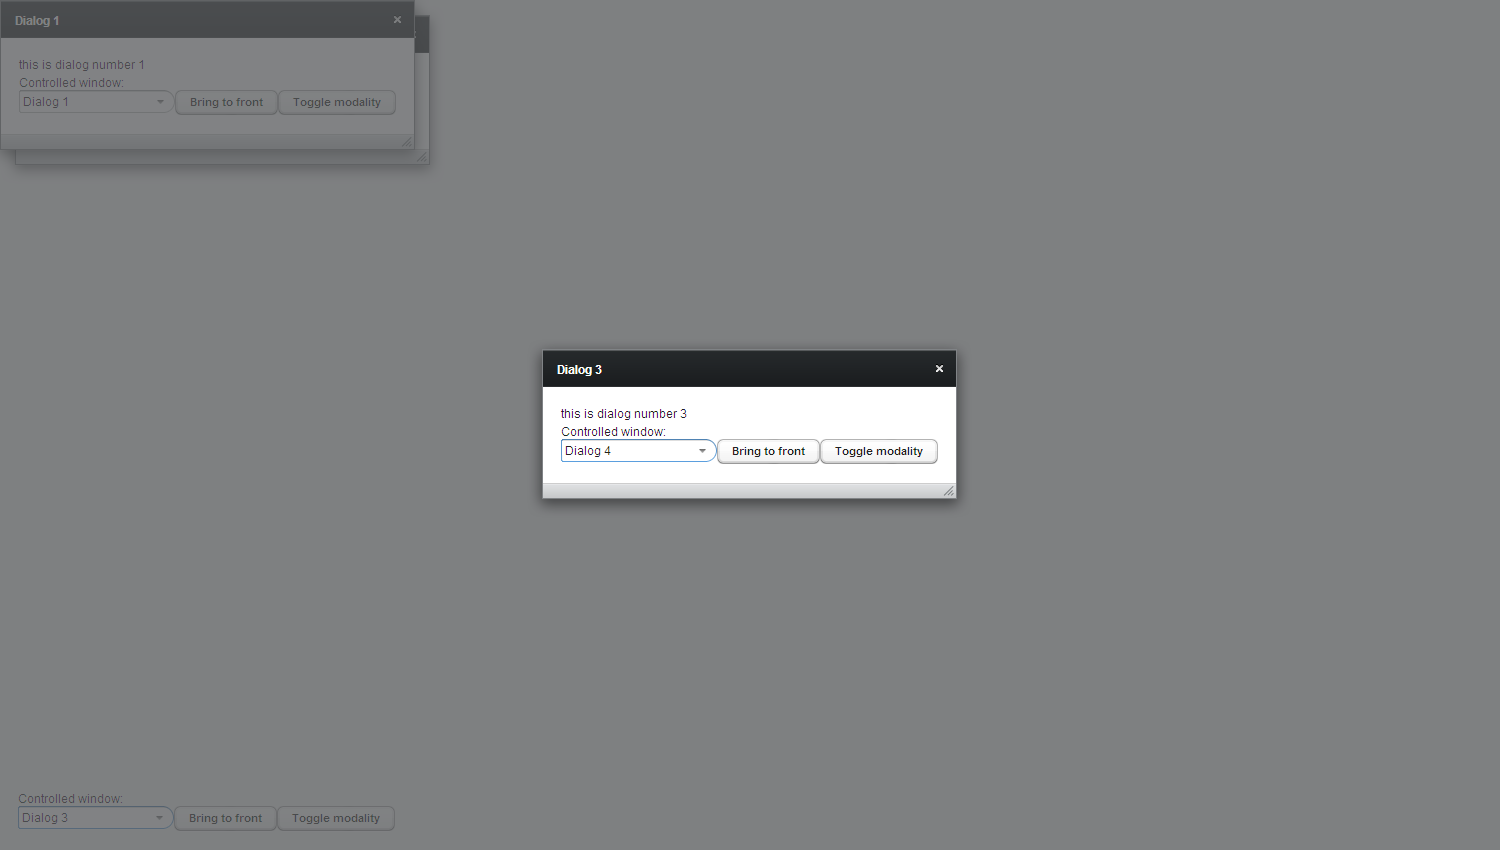 Dialog 1
this is dialog number 1
Controlled window:
Dialog 1 Bring to front Toggle modality
Dialog 3
this is dialog number 3
Controlled window:
Dialog 4 Bring to front Toggle modality
Controlled window:
Dialog 3 Bring to front Toggle modality